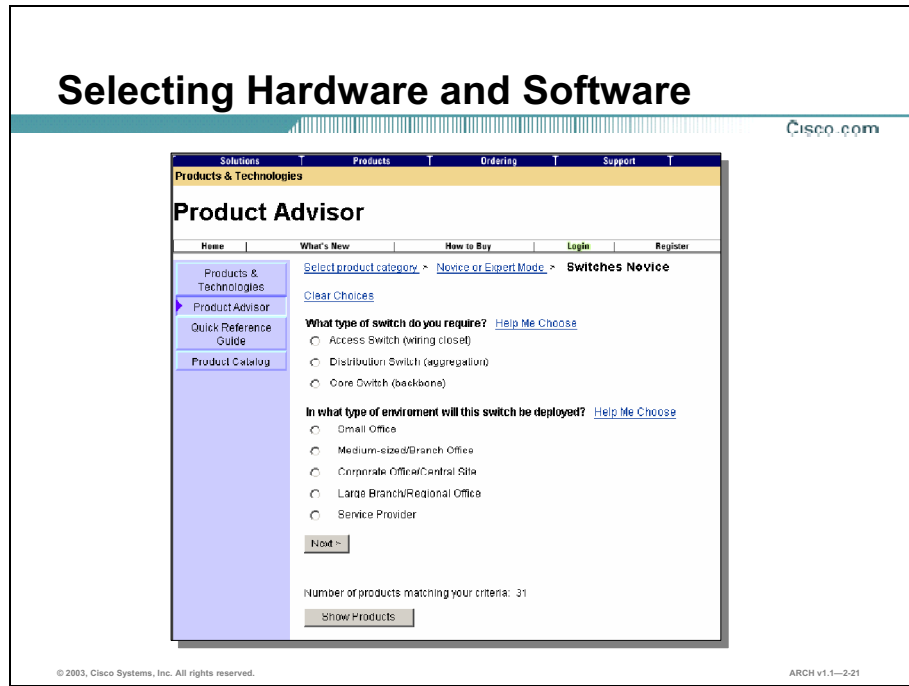 Selecting Hardware and Software
Cisco.com
Solutions Products Ordering Support
Products & Technologies
Product Advisor
Home What's New How to Buy Login Register
Products & Technologies
Product Advisor
Quick Reference Guide
Product Catalog
Select product category > Novice or Expert Mode > Switches Novice
Clear Choices
What type of switch do you require? Help Me Choose
Access Switch (wiring closet)
Distribution Switch (aggregation)
Core Switch (backbone)
In what type of enviroment will this switch be deployed? Help Me Choose
Small Office
Medium-sized/Branch Office
Corporate Office/Central Site
Large Branch/Regional Office
Service Provider
Next >
Number of products matching your criteria: 31
Show Products
© 2003, Cisco Systems, Inc. All rights reserved.
ARCH v1.1—2-21